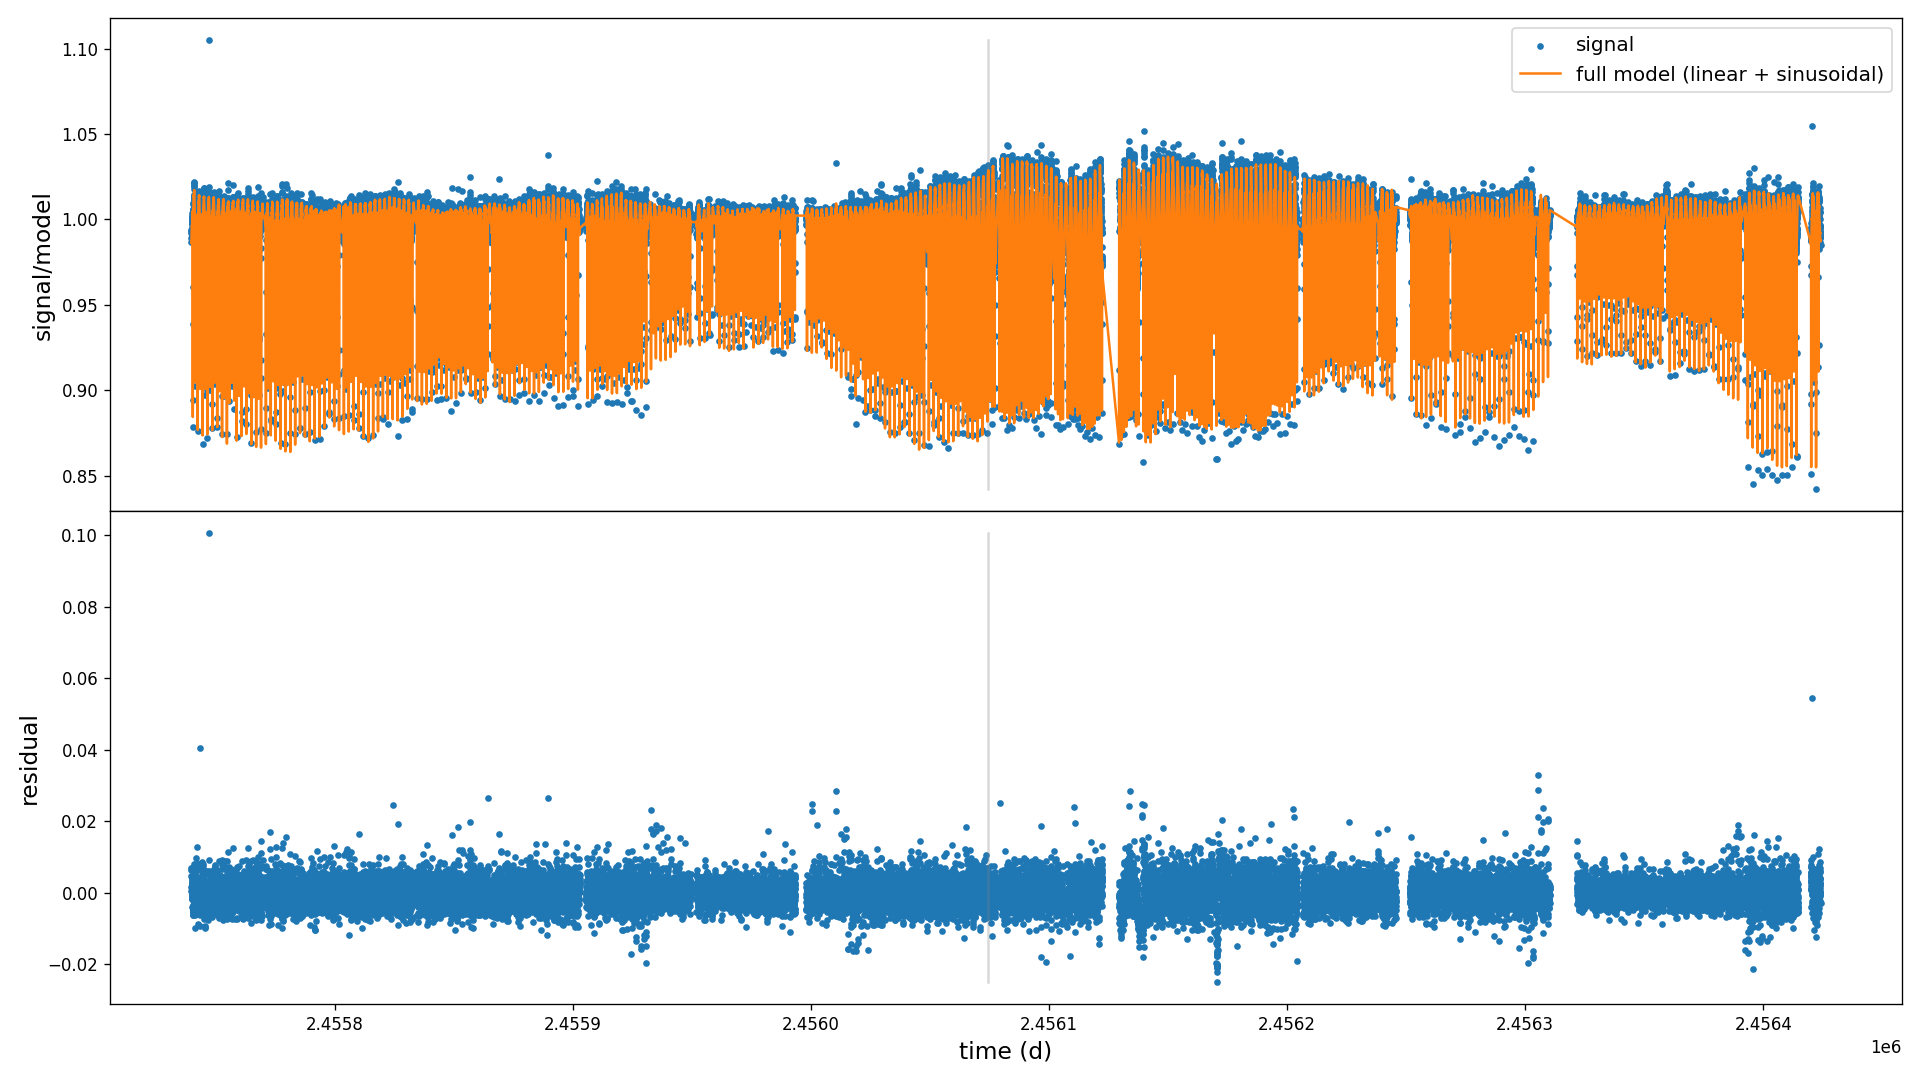 signal
full model (linear + sinusoidal)
1.10
1.05
1.00
0.95
0.90
0.85
signal/model
0.10
0.08
0.06
0.04
0.02
0.00
−0.02
residual
2.4558 2.4559 2.4560 2.4561 2.4562 2.4563 2.4564
1e6
time (d)